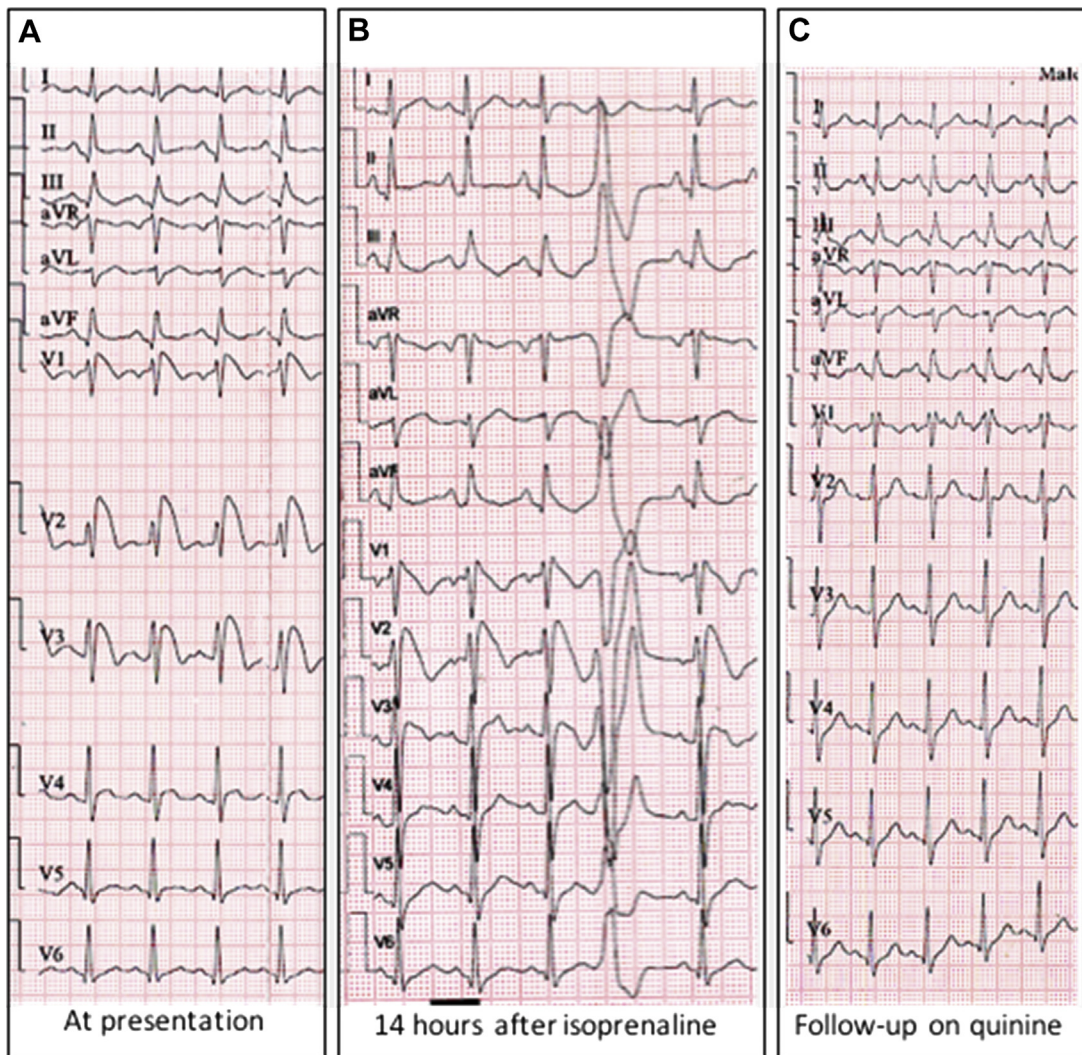 A
I
II
III
aVR
aVL
aVF
V1
V2
V3
V4
V5
V6
At presentation
B
I
II
III
aVR
aVL
aVF
V1
V2
V3
V4
V5
V6
14 hours after isoprenaline
C
I
II
III
aVR
aVL
aVF
V1
V2
V3
V4
V5
V6
Follow-up on quinine